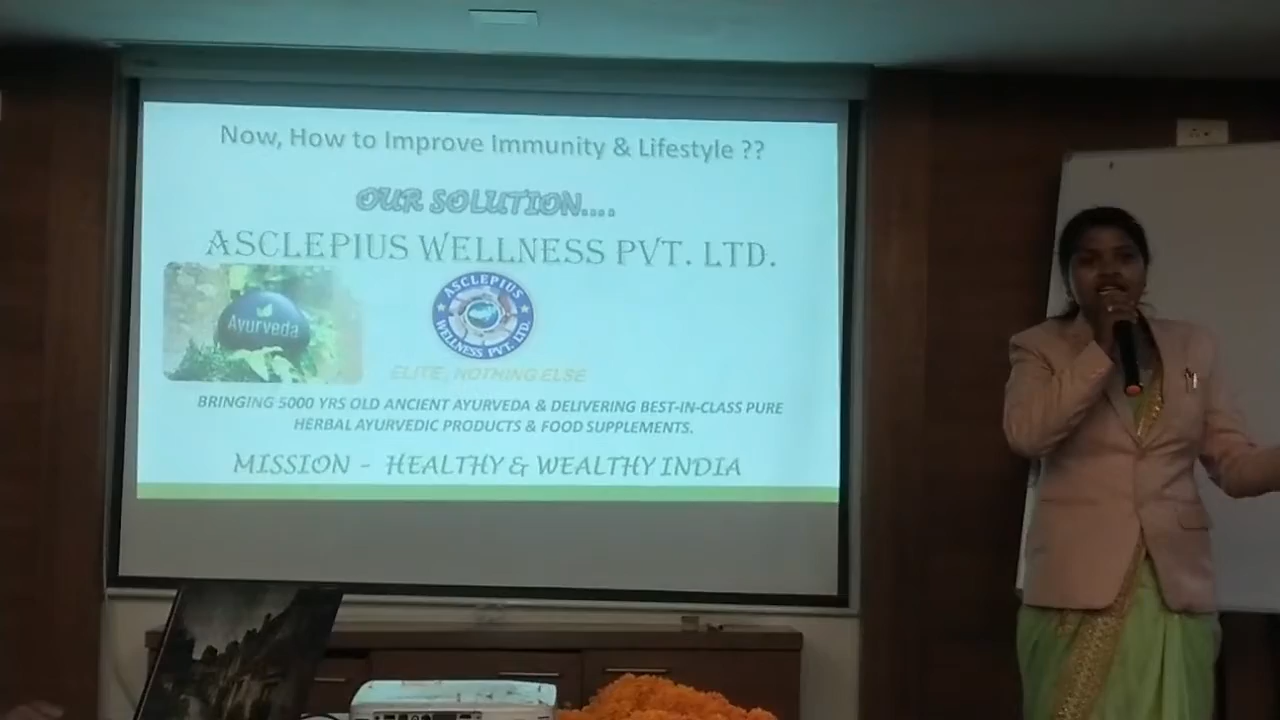 Now, How to Improve Immunity & Lifestyle ??
OUR SOLUTION....
ASCLEPIUS WELLNESS PVT. LTD.
Ayurveda
ASCLEPIUS
WELLNESS PVT. LTD.
ELITE, NOTHING ELSE
BRINGING 5000 YRS OLD ANCIENT AYURVEDA & DELIVERING BEST-IN-CLASS PURE
HERBAL AYURVEDIC PRODUCTS & FOOD SUPPLEMENTS.
MISSION - HEALTHY & WEALTHY INDIA